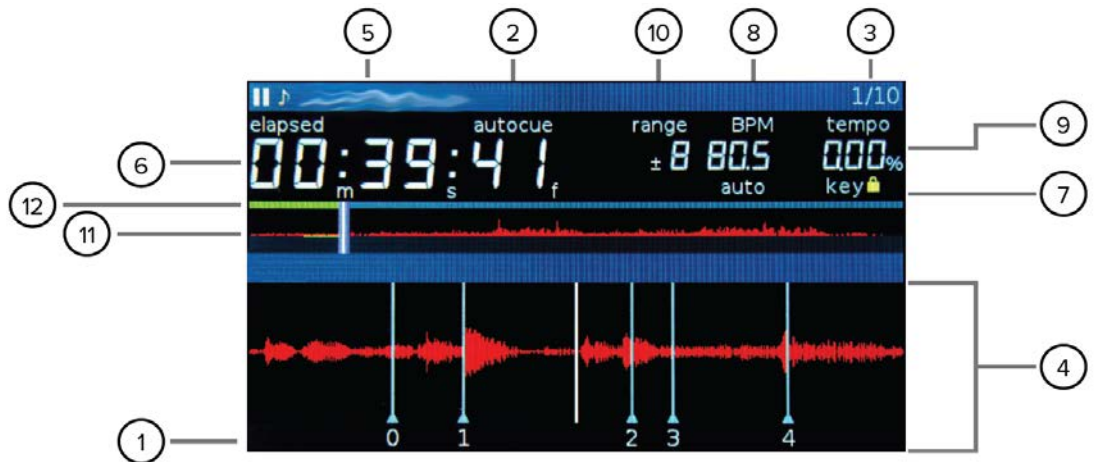 5 2 10 8 3
1/10
elapsed autocue range BPM tempo
9
6 00:39:41 ±8 80.5 0.00%
m s f auto key 7
12
11
4
1 0 1 2 3 4